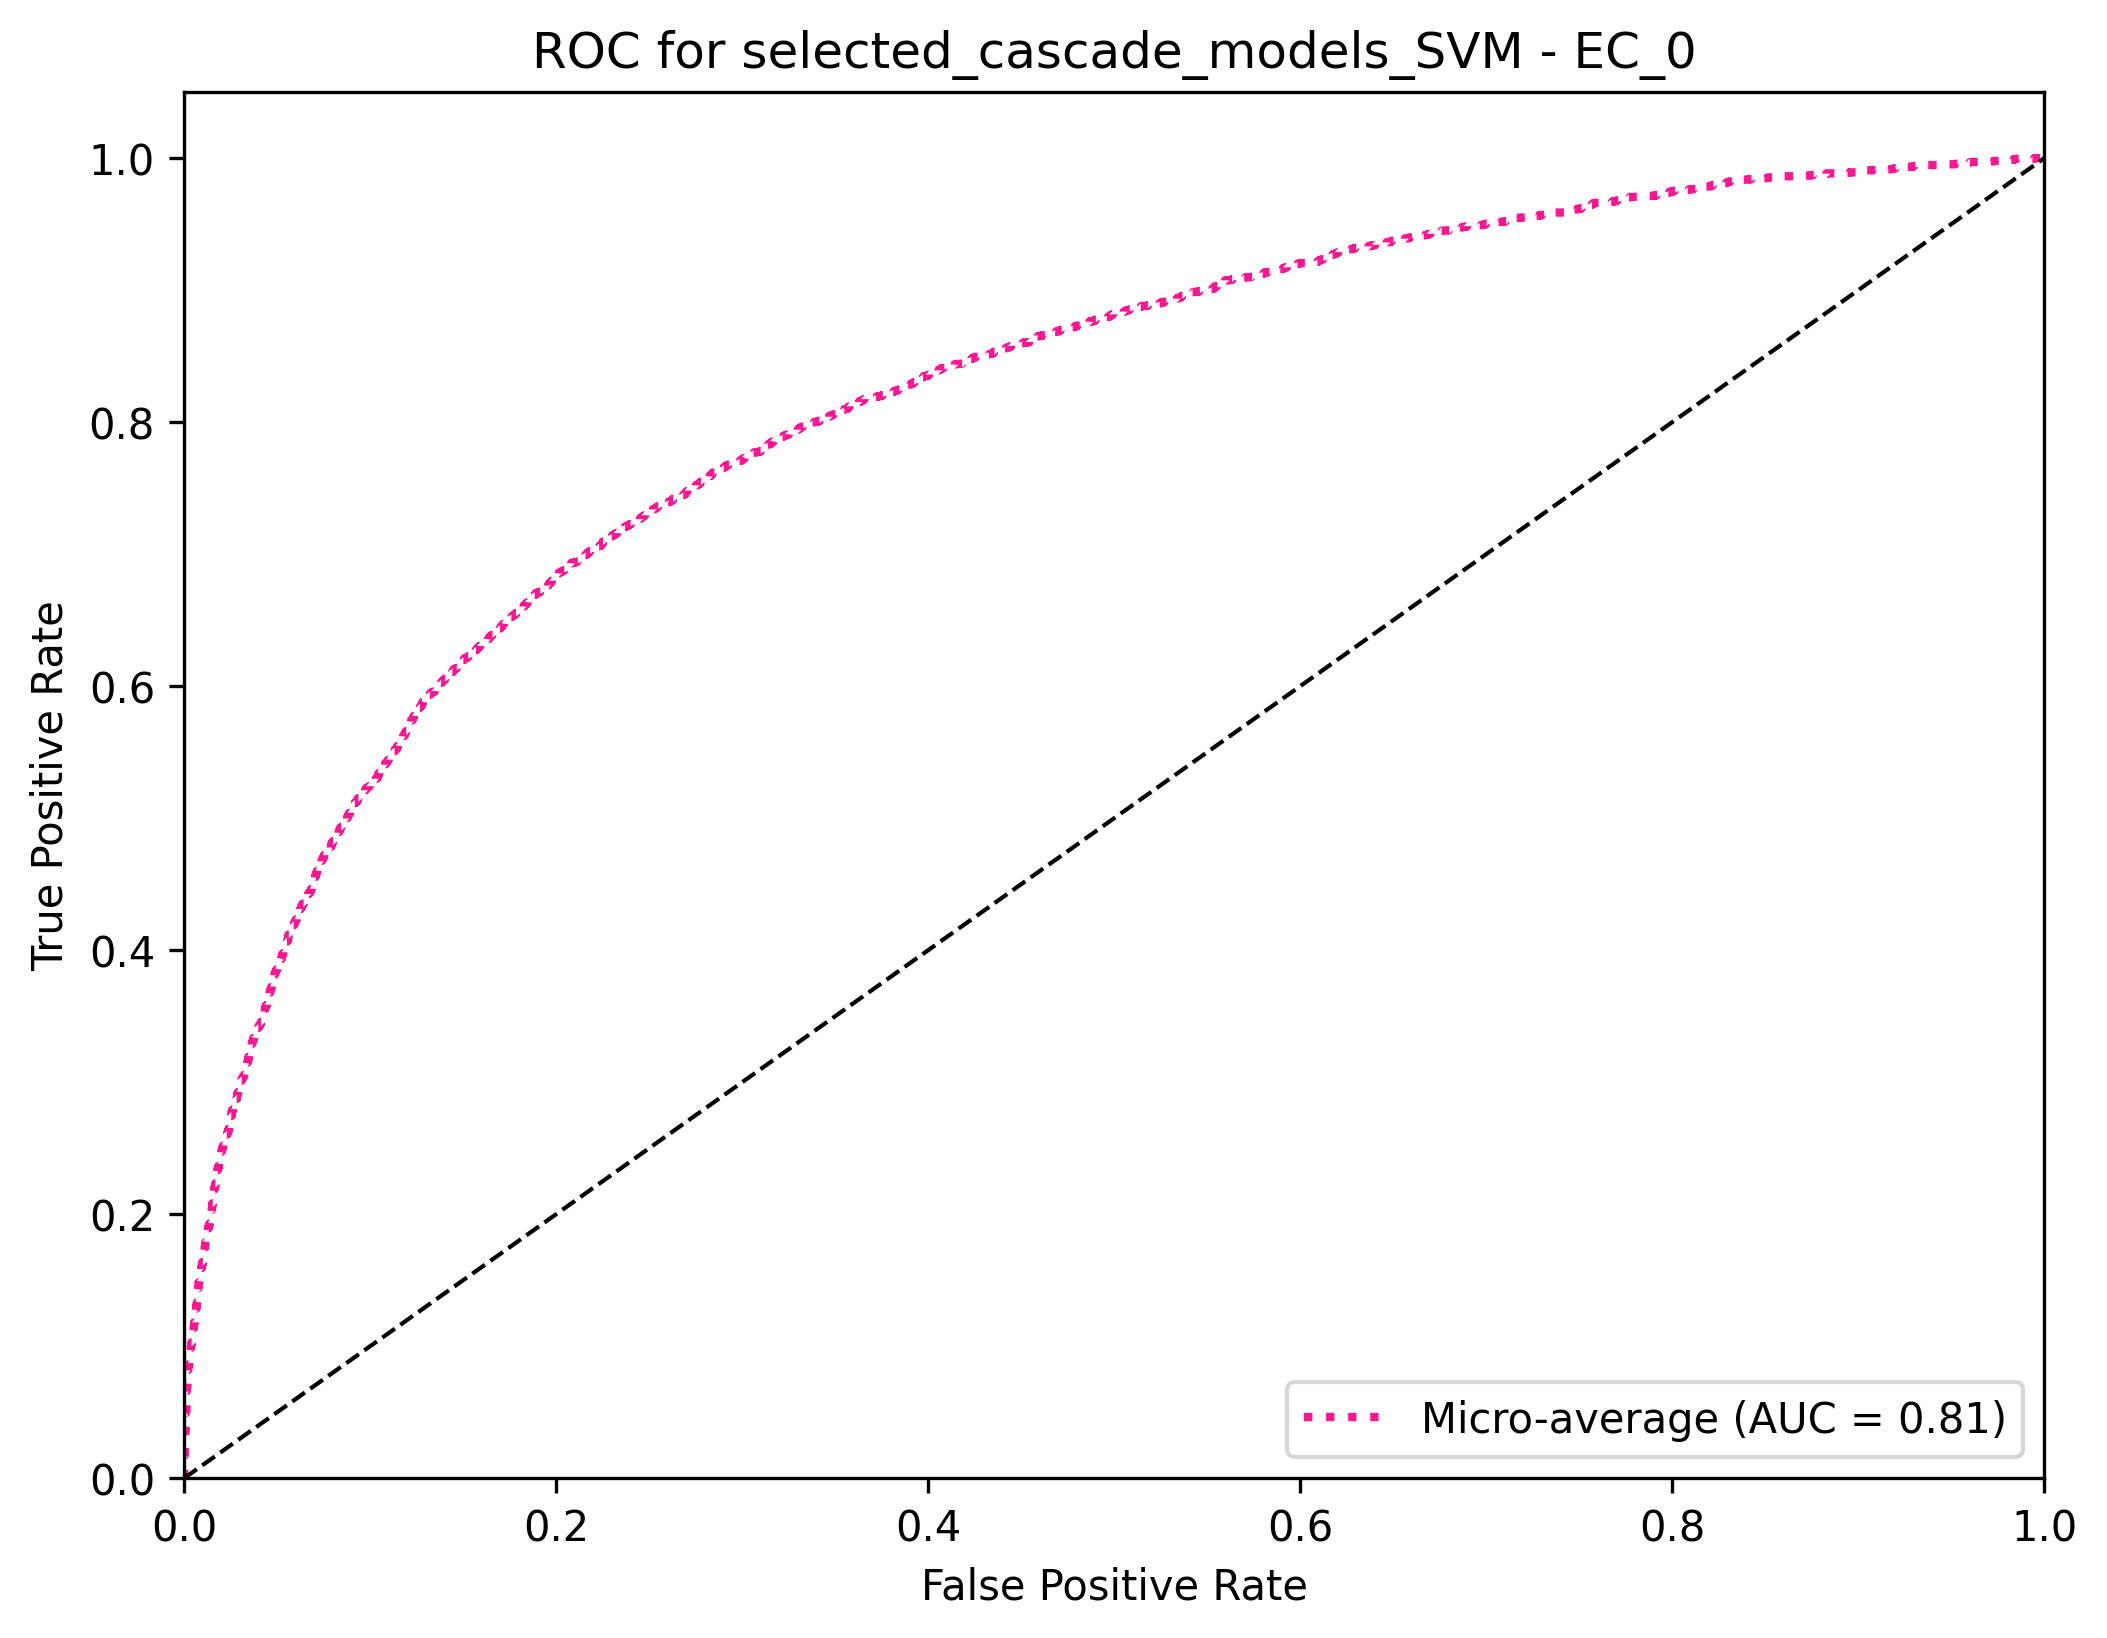 ROC for selected_cascade_models_SVM - EC_0
1.0
0.8
0.6
0.4
0.2
0.0
True Positive Rate
Micro-average (AUC = 0.81)
0.0 0.2 0.4 0.6 0.8 1.0
False Positive Rate